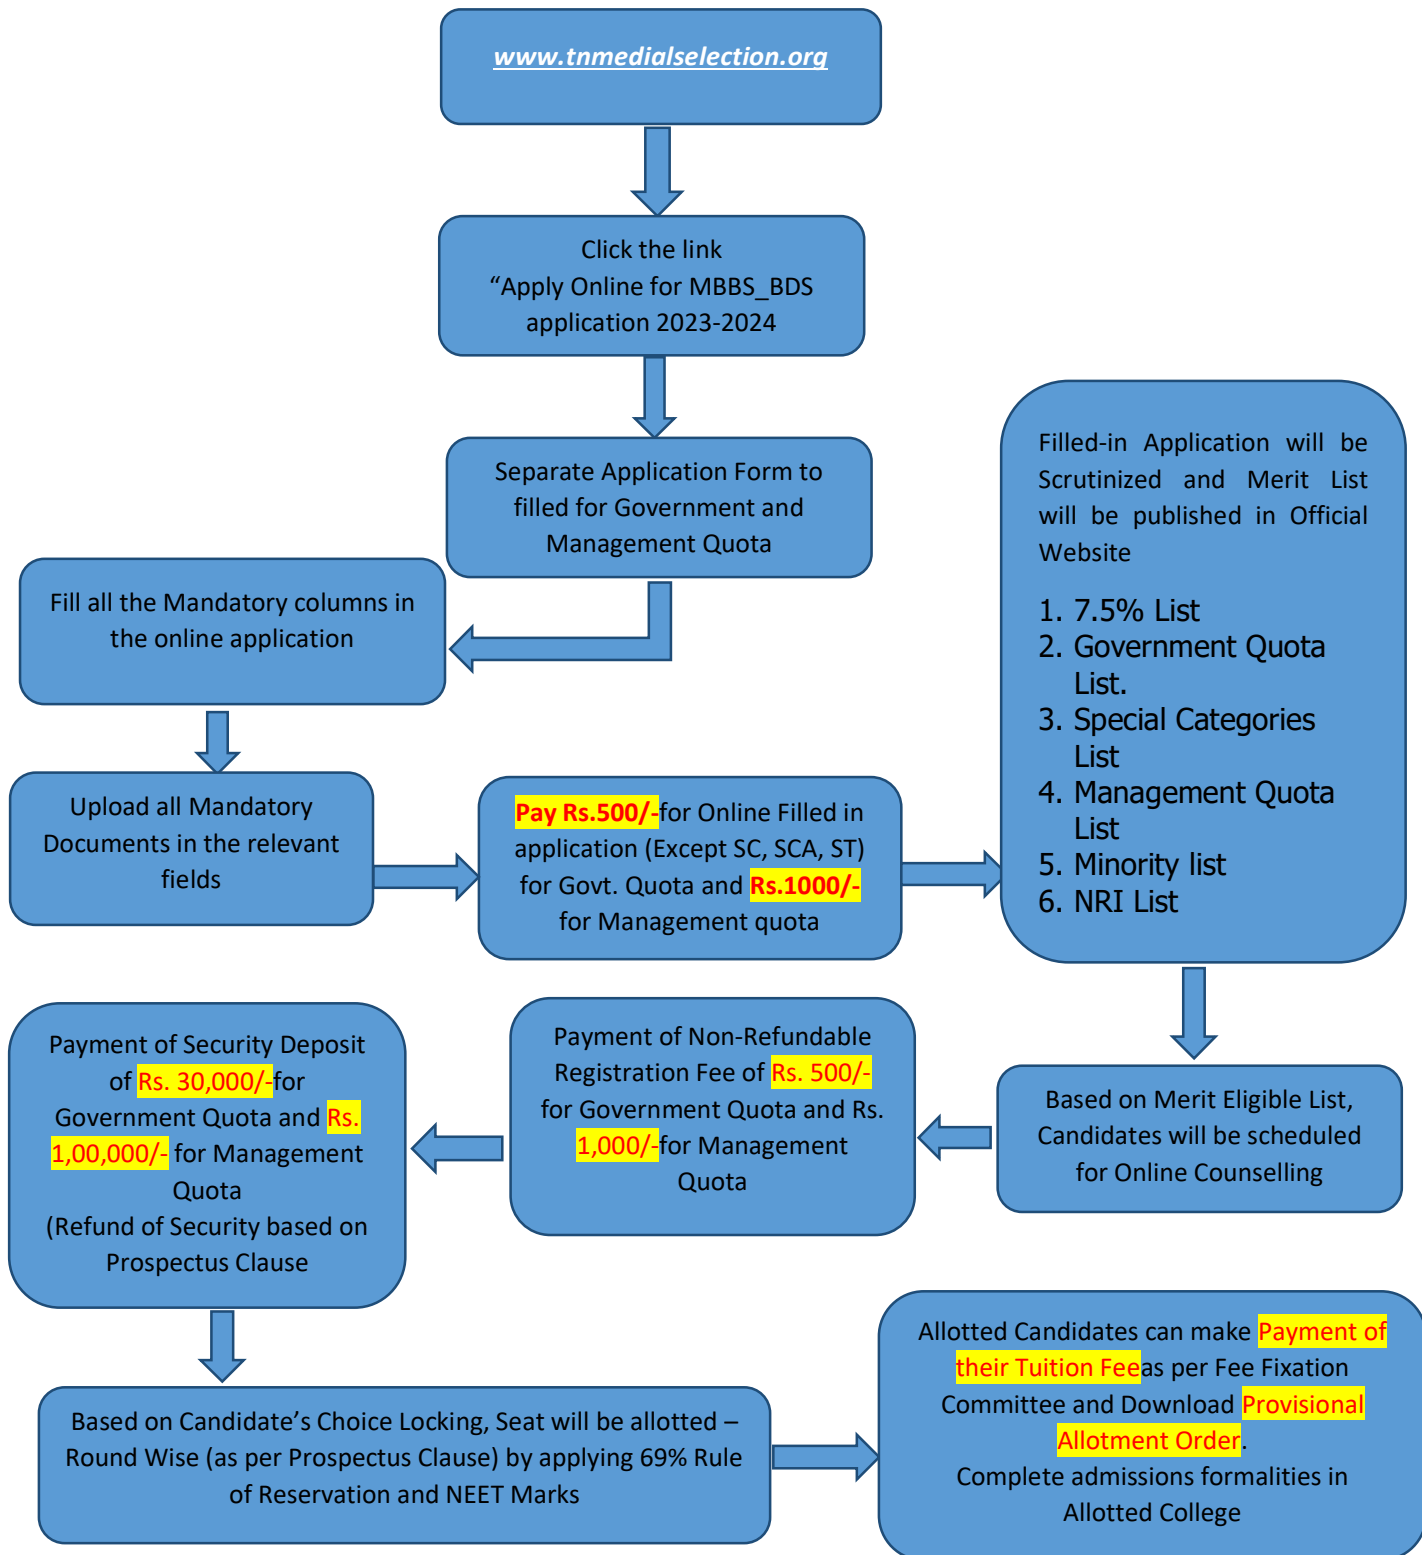 www.tnmedialselection.org
Click the link
“Apply Online for MBBS_BDS
application 2023-2024
Separate Application Form to
filled for Government and
Management Quota
Fill all the Mandatory columns in
the online application
Upload all Mandatory
Documents in the relevant
fields
Pay Rs.500/-for Online Filled in
application (Except SC, SCA, ST)
for Govt. Quota and Rs.1000/-
for Management quota
Filled-in Application will be
Scrutinized and Merit List
will be published in Official
Website
1. 7.5% List
2. Government Quota
List.
3. Special Categories
List
4. Management Quota
List
5. Minority list
6. NRI List
Based on Merit Eligible List,
Candidates will be scheduled
for Online Counselling
Payment of Non-Refundable
Registration Fee of Rs. 500/-
for Government Quota and Rs.
1,000/-for Management
Quota
Payment of Security Deposit
of Rs. 30,000/-for
Government Quota and Rs.
1,00,000/- for Management
Quota
(Refund of Security based on
Prospectus Clause
Based on Candidate’s Choice Locking, Seat will be allotted –
Round Wise (as per Prospectus Clause) by applying 69% Rule
of Reservation and NEET Marks
Allotted Candidates can make Payment of
their Tuition Feeas per Fee Fixation
Committee and Download Provisional
Allotment Order.
Complete admissions formalities in
Allotted College